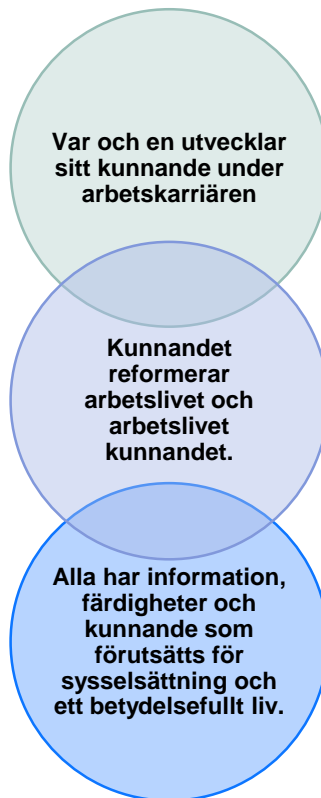 Var och en utvecklar
sitt kunnande under
arbetskarriären
Kunnandet
reformerar
arbetslivet och
arbetslivet
kunnandet.
Alla har information,
färdigheter och
kunnande som
förutsätts för
sysselsättning och
ett betydelsefullt liv.